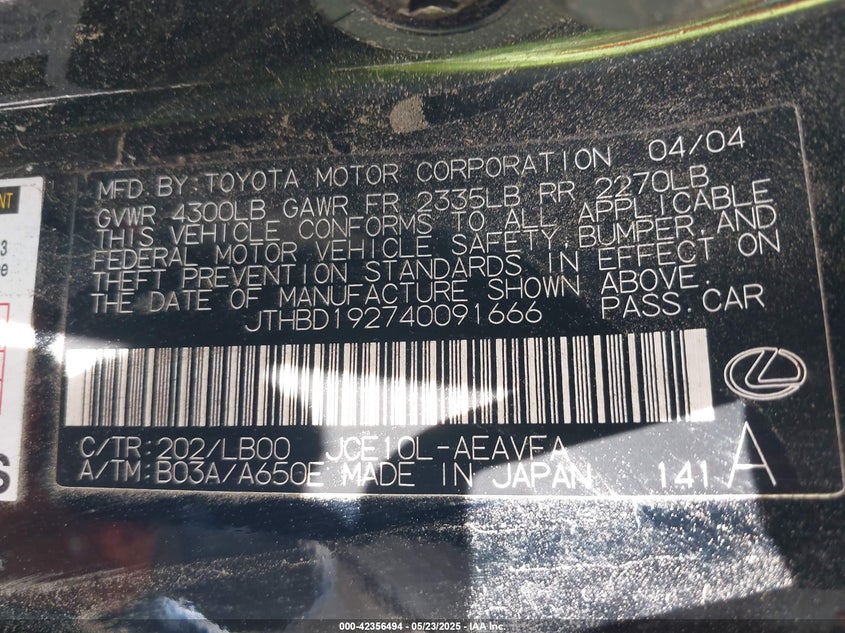 MFD. BY: TOYOTA MOTOR CORPORATION 04/04
GVWR 4300LB GAWR FR 2335LB RR 2270LB
THIS VEHICLE CONFORMS TO ALL APPLICABLE
FEDERAL MOTOR VEHICLE SAFETY, BUMPER, AND
THEFT PREVENTION STANDARDS IN EFFECT ON
THE DATE OF MANUFACTURE SHOWN ABOVE.
JTHBD192740091666 PASS. CAR
C/TR: 202/LB00 JCE10L-AEAVFA
A/TM: B03A/A650E MADE IN JAPAN 141 A
NT
3
e
S
000-42356494 - 05/23/2025 - IAA Inc.